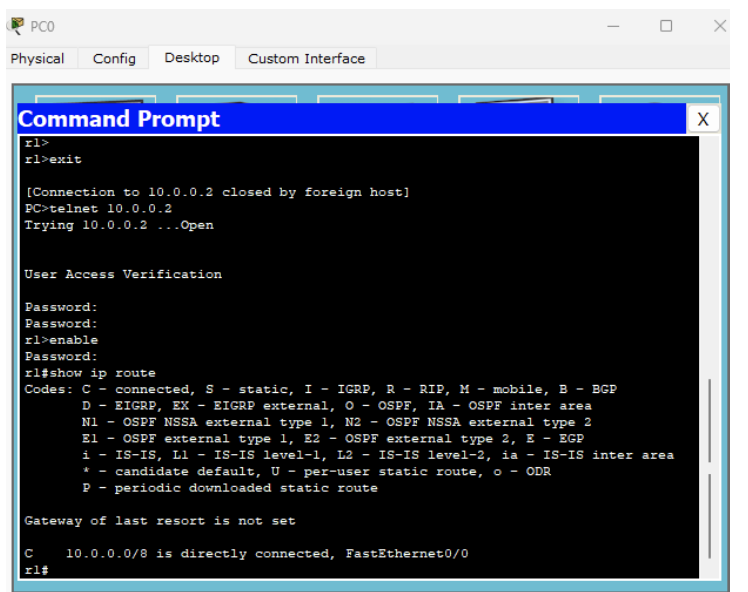 PC0
Physical Config Desktop Custom Interface
Command Prompt X
r1>
r1>exit
[Connection to 10.0.0.2 closed by foreign host]
PC>telnet 10.0.0.2
Trying 10.0.0.2 ...Open
User Access Verification
Password:
Password:
r1>enable
Password:
r1#show ip route
Codes: C - connected, S - static, I - IGRP, R - RIP, M - mobile, B - BGP
D - EIGRP, EX - EIGRP external, O - OSPF, IA - OSPF inter area
N1 - OSPF NSSA external type 1, N2 - OSPF NSSA external type 2
E1 - OSPF external type 1, E2 - OSPF external type 2, E - EGP
i - IS-IS, L1 - IS-IS level-1, L2 - IS-IS level-2, ia - IS-IS inter area
* - candidate default, U - per-user static route, o - ODR
P - periodic downloaded static route
Gateway of last resort is not set
C 10.0.0.0/8 is directly connected, FastEthernet0/0
r1#